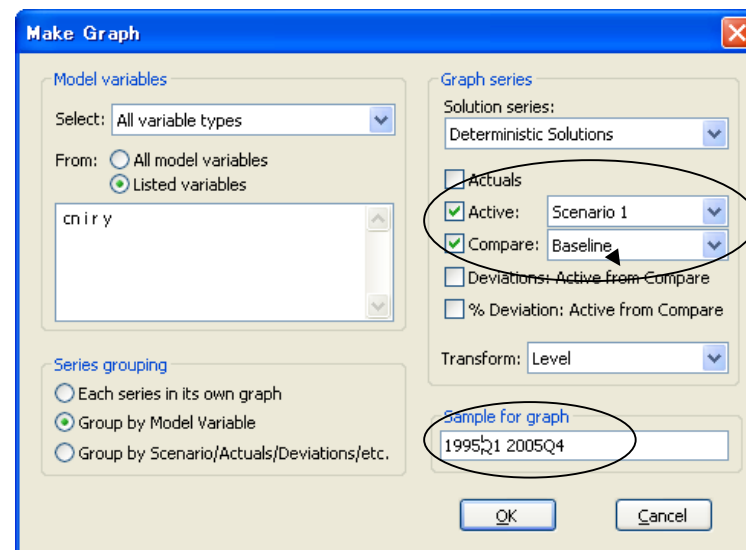 Make Graph
Model variables
Select: All variable types
From: All model variables
Listed variables
cn i r y
Series grouping
Each series in its own graph
Group by Model Variable
Group by Scenario/Actuals/Deviations/etc.
Graph series
Solution series:
Deterministic Solutions
Actuals
Active: Scenario 1
Compare: Baseline
Deviations: Active from Compare
% Deviation: Active from Compare
Transform: Level
Sample for graph
1995Q1 2005Q4
OK
Cancel